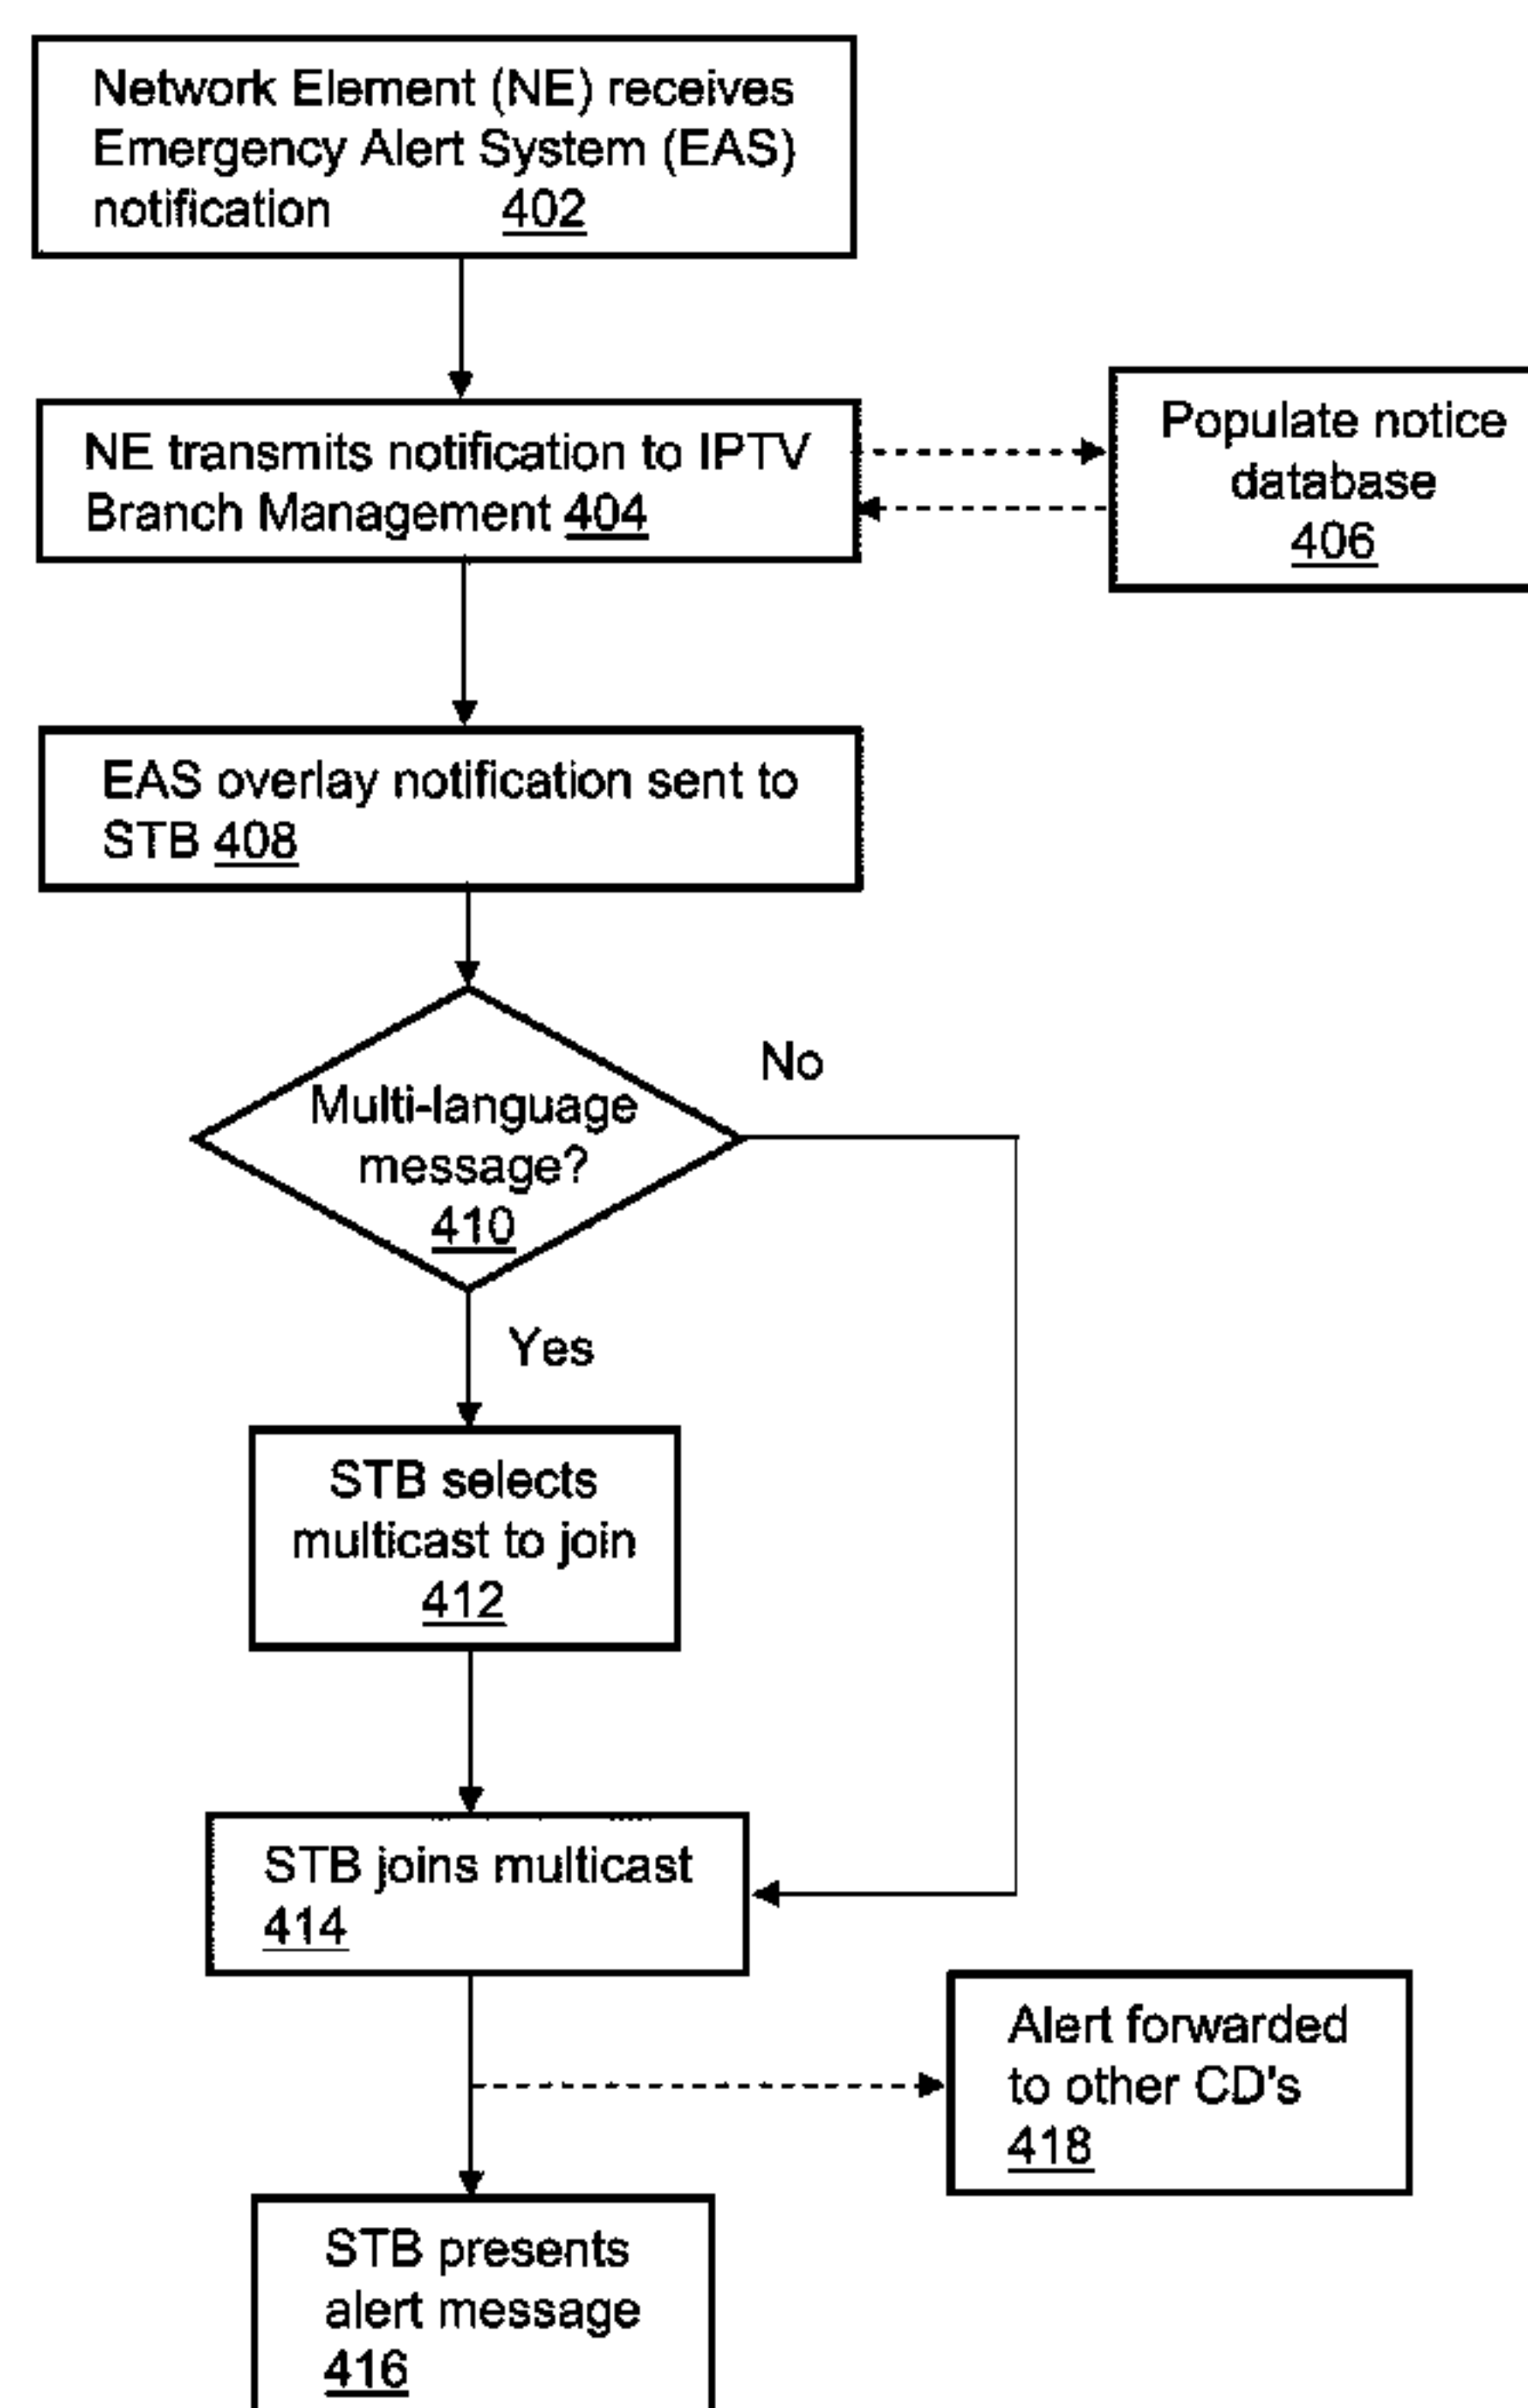 Network Element (NE) receives
Emergency Alert System (EAS)
notification 402
NE transmits notification to IPTV
Branch Management 404
Populate notice
database
406
EAS overlay notification sent to
STB 408
Multi-language
message?
410
No
Yes
STB selects
multicast to join
412
STB joins multicast
414
Alert forwarded
to other CD's
418
STB presents
alert message
416